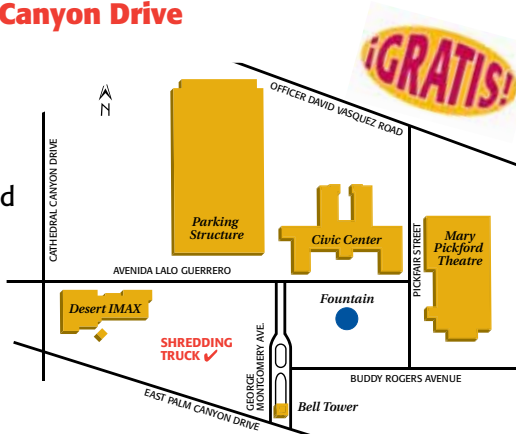 Canyon Drive
¡GRATIS!
OFFICER DAVID VASQUEZ ROAD
N
CATHEDRAL CANYON DRIVE
d
Parking
Structure
Civic Center
PICKFAIR STREET
Mary
Pickford
Theatre
AVENIDA LALO GUERRERO
Desert IMAX
Fountain
SHREDDING
TRUCK ✔
GEORGE
MONTGOMERY AVE.
BUDDY ROGERS AVENUE
EAST PALM CANYON DRIVE
Bell Tower